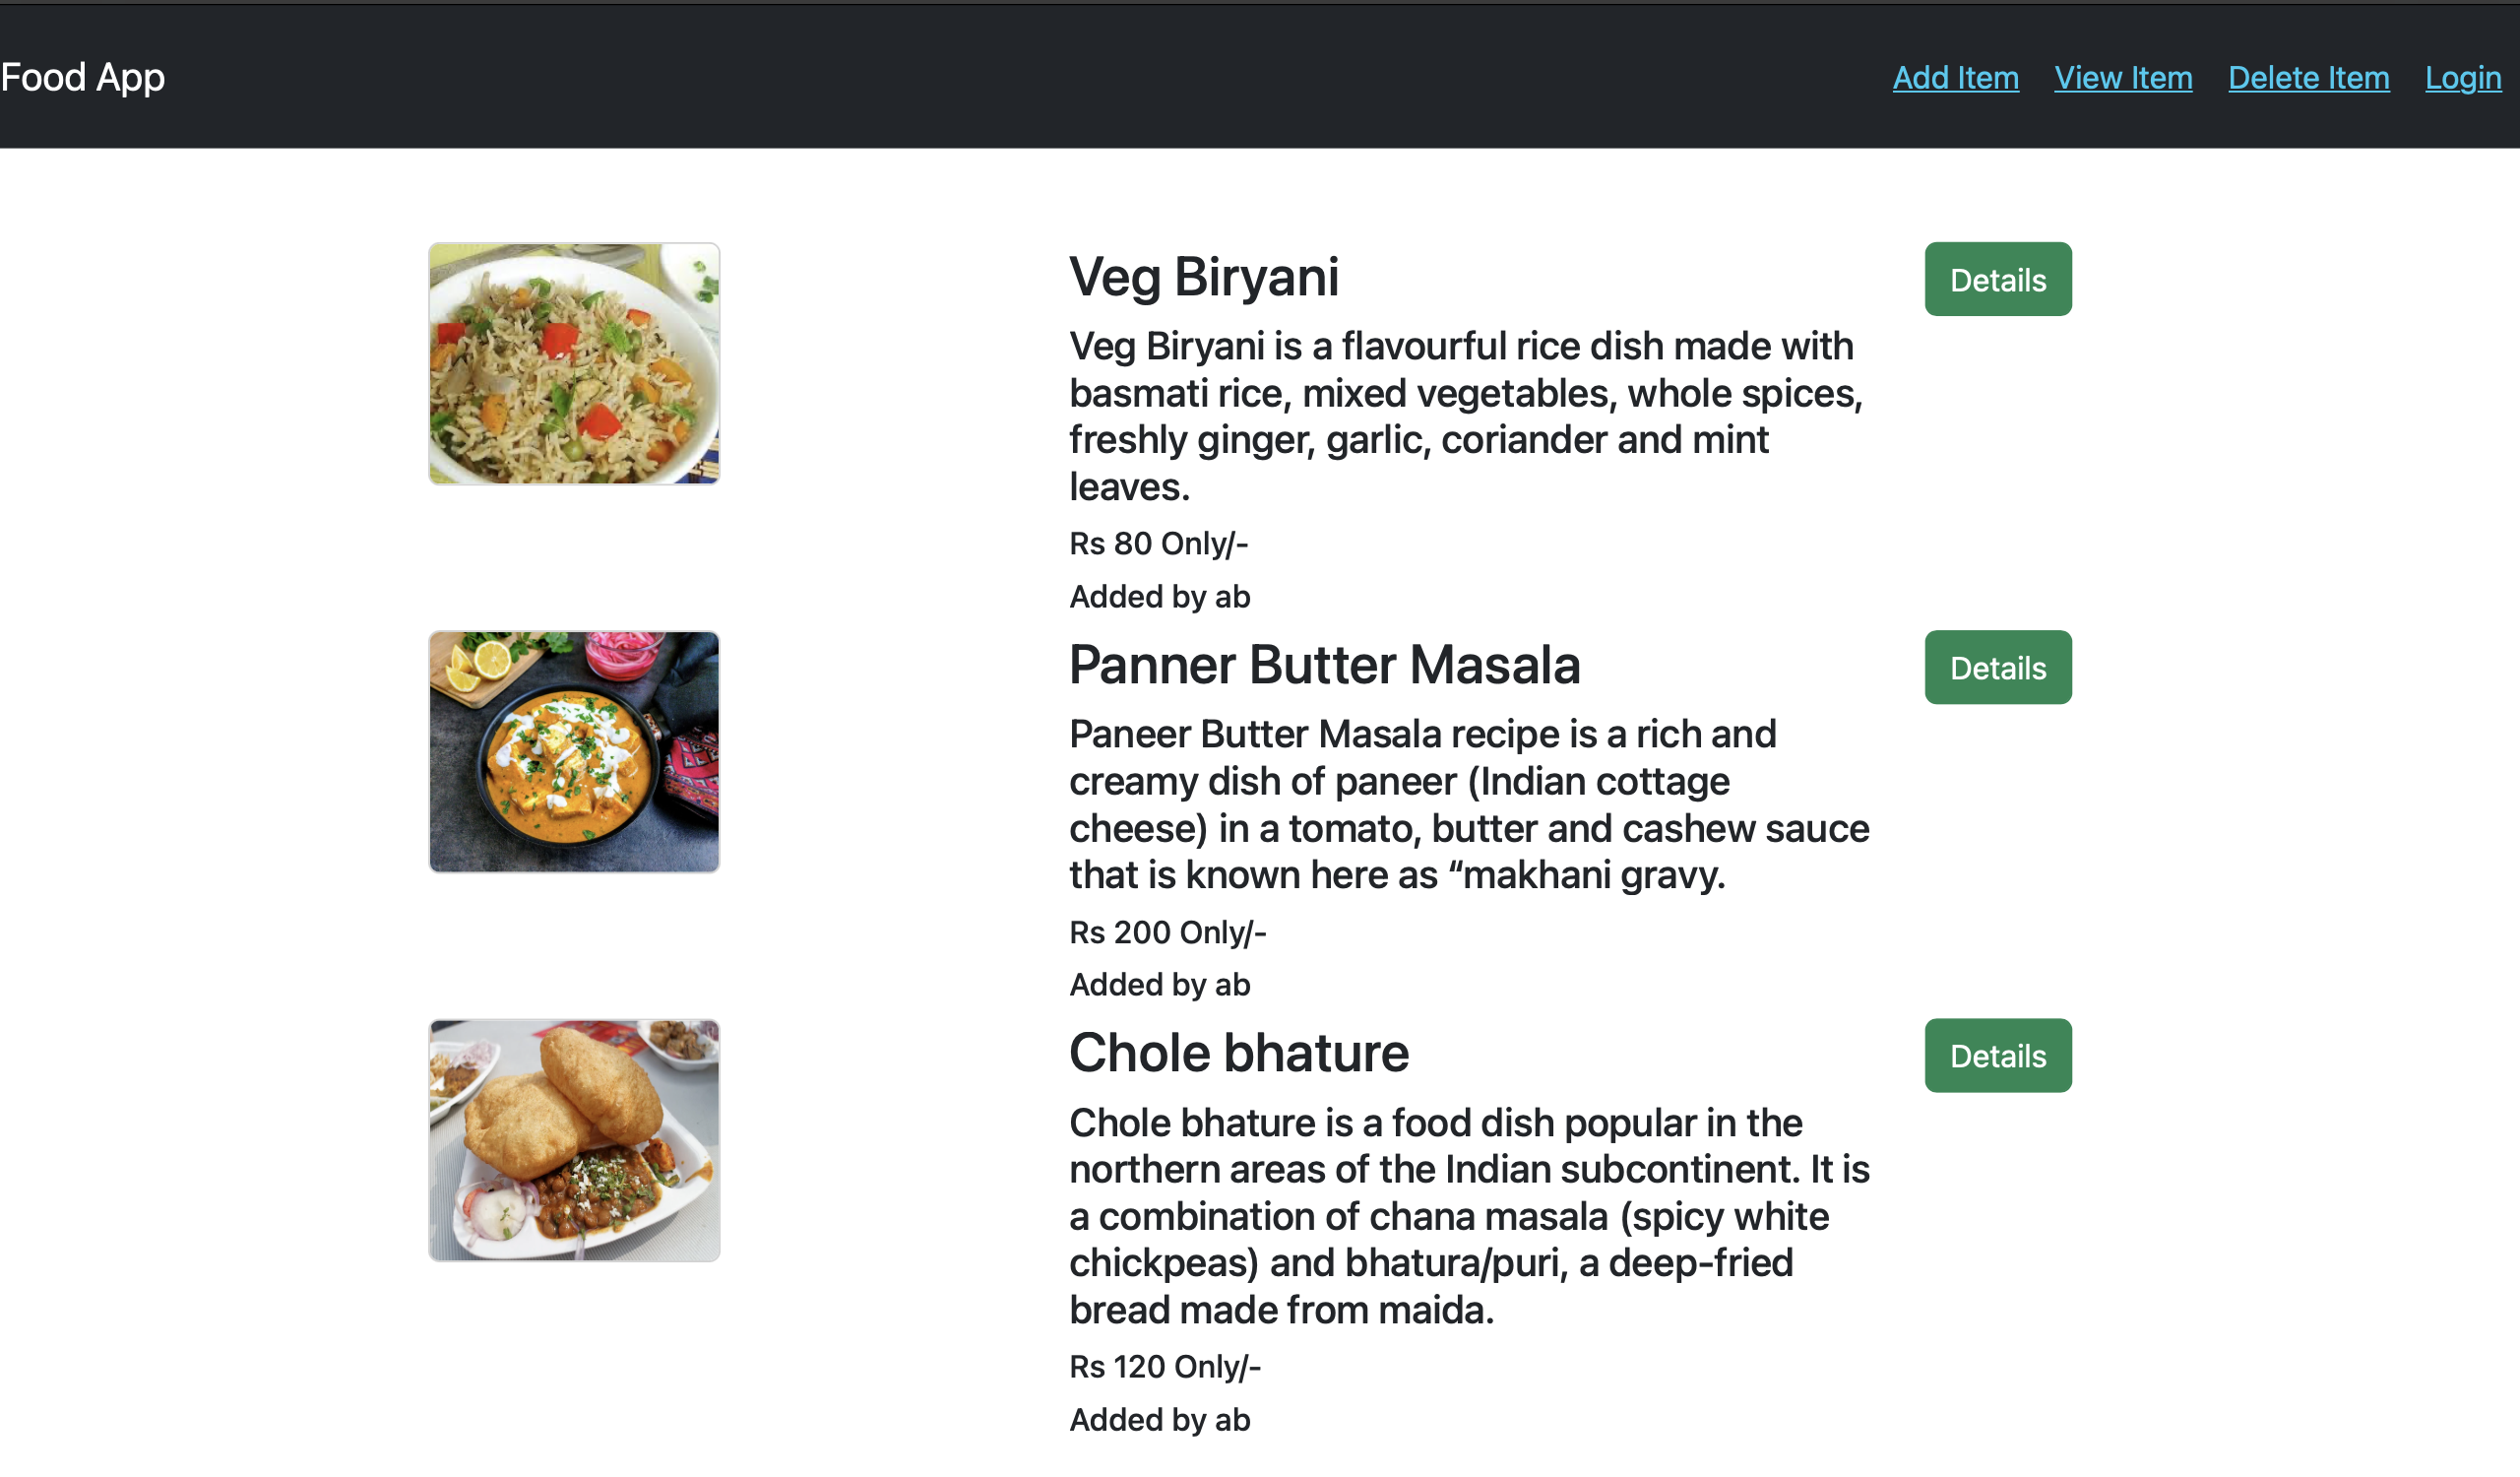 Food App
Add Item View Item Delete Item Login
Veg Biryani
Details
Veg Biryani is a flavourful rice dish made with
basmati rice, mixed vegetables, whole spices,
freshly ginger, garlic, coriander and mint
leaves.
Rs 80 Only/-
Added by ab
Panner Butter Masala
Details
Paneer Butter Masala recipe is a rich and
creamy dish of paneer (Indian cottage
cheese) in a tomato, butter and cashew sauce
that is known here as “makhani gravy.
Rs 200 Only/-
Added by ab
Chole bhature
Details
Chole bhature is a food dish popular in the
northern areas of the Indian subcontinent. It is
a combination of chana masala (spicy white
chickpeas) and bhatura/puri, a deep-fried
bread made from maida.
Rs 120 Only/-
Added by ab